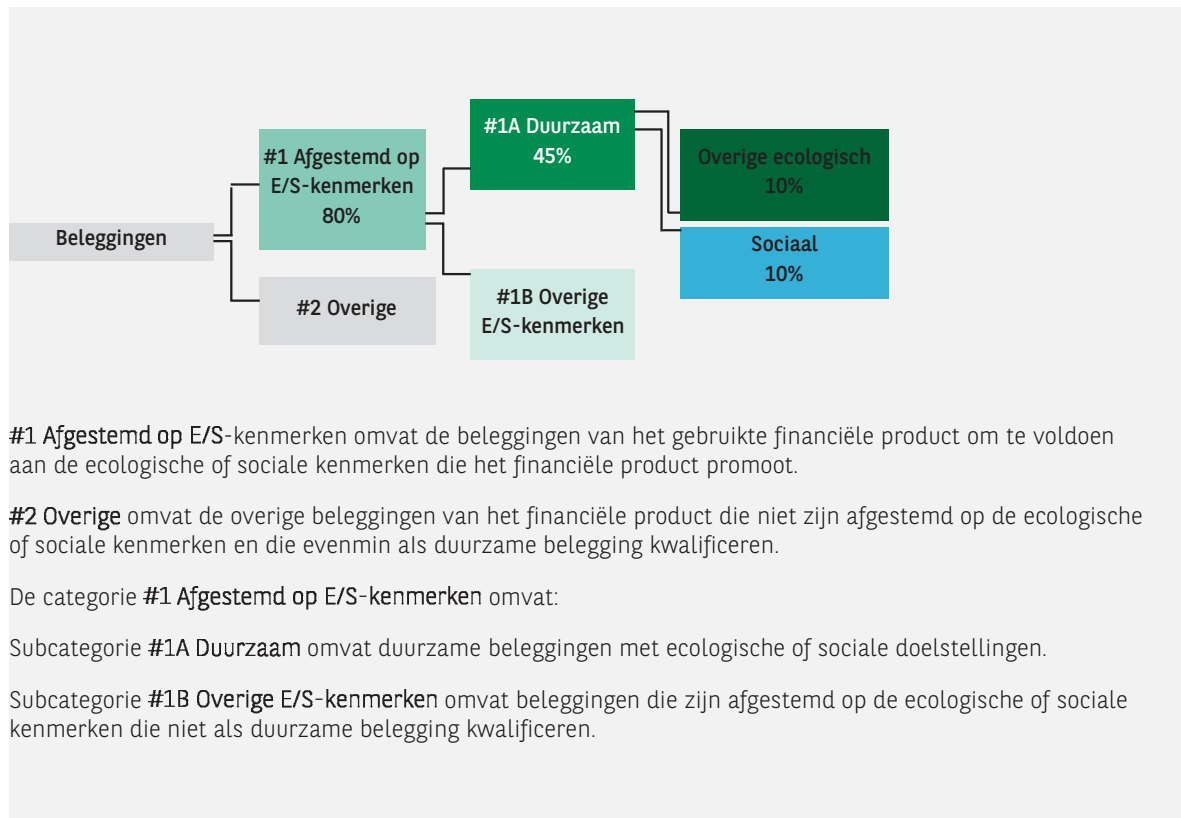 #1A Duurzaam
45%
#1 Afgestemd op
E/S-kenmerken
80%
Overige ecologisch
10%
Beleggingen
Sociaal
10%
#2 Overige
#1B Overige
E/S-kenmerken
#1 Afgestemd op E/S-kenmerken omvat de beleggingen van het gebruikte financiële product om te voldoen
aan de ecologische of sociale kenmerken die het financiële product promoot.
#2 Overige omvat de overige beleggingen van het financiële product die niet zijn afgestemd op de ecologische
of sociale kenmerken en die evenmin als duurzame belegging kwalificeren.
De categorie #1 Afgestemd op E/S-kenmerken omvat:
Subcategorie #1A Duurzaam omvat duurzame beleggingen met ecologische of sociale doelstellingen.
Subcategorie #1B Overige E/S-kenmerken omvat beleggingen die zijn afgestemd op de ecologische of sociale
kenmerken die niet als duurzame belegging kwalificeren.